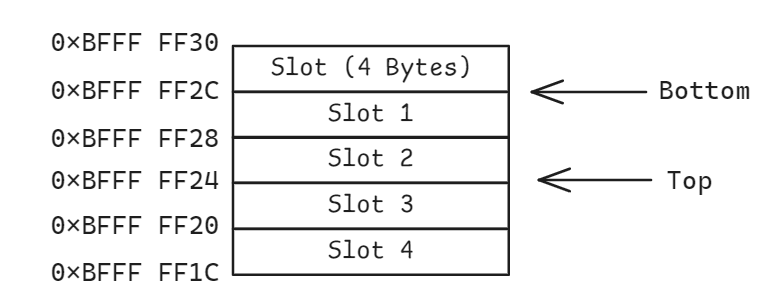 0×BFFF FF30
Slot (4 Bytes)
0×BFFF FF2C
Bottom
Slot 1
0×BFFF FF28
Slot 2
0×BFFF FF24
Top
Slot 3
0×BFFF FF20
Slot 4
0×BFFF FF1C